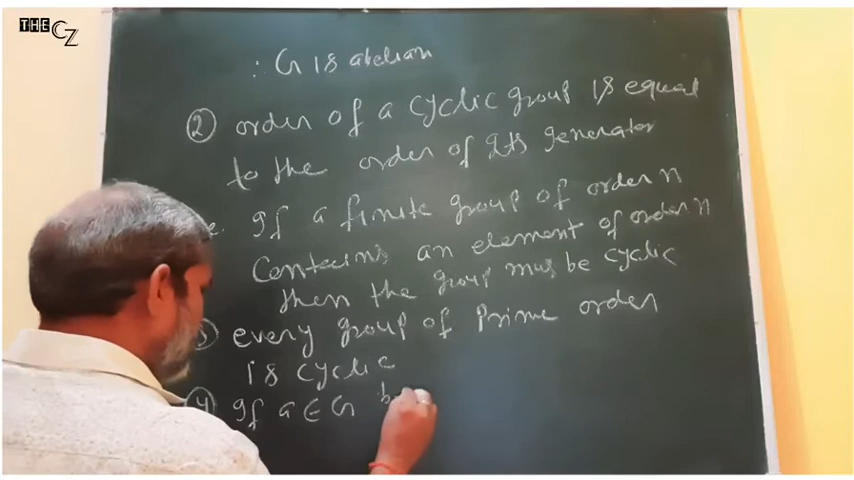 THE CZ
∴ G is abelian
② order of a cyclic group is equal
to the order of its generator
e. If a finite group of order n
contains an element of order n
then the group must be cyclic
③ every group of Prime order
is cyclic
④ If a ∈ G b